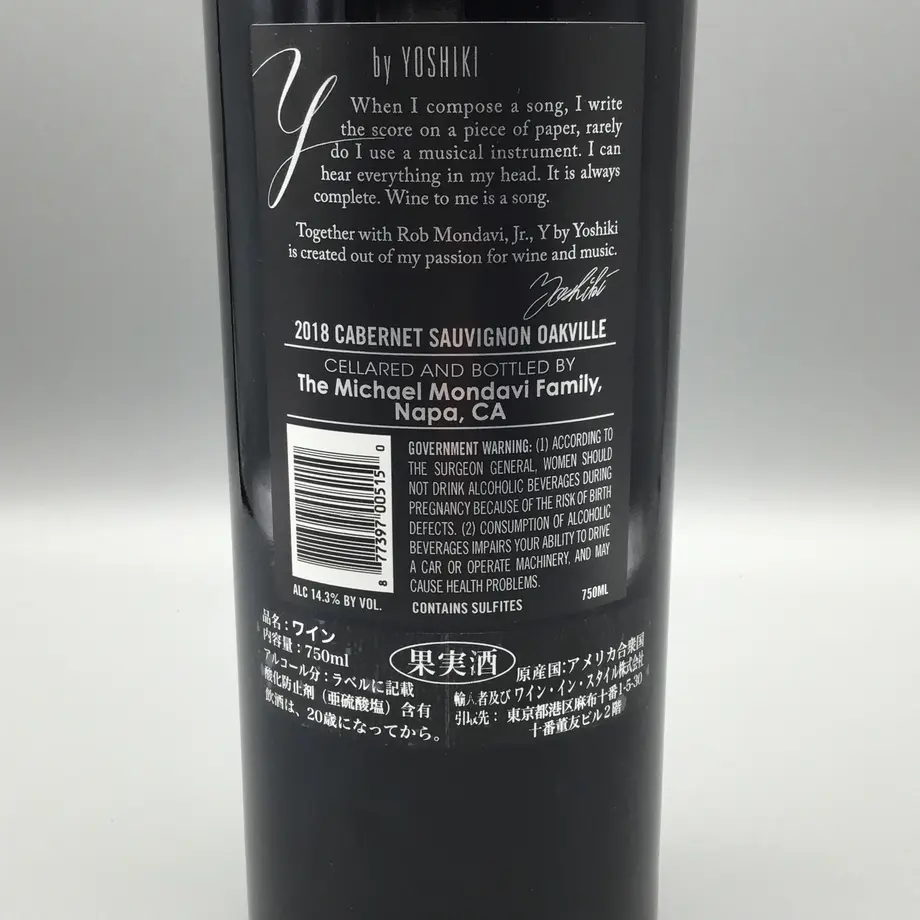 Y by YOSHIKI
When I compose a song, I write
the score on a piece of paper, rarely
do I use a musical instrument. I can
hear everything in my head. It is always
complete. Wine to me is a song.
Together with Rob Mondavi, Jr., Y by Yoshiki
is created out of my passion for wine and music.
Yoshiki
2018 CABERNET SAUVIGNON OAKVILLE
CELLARED AND BOTTLED BY
The Michael Mondavi Family,
Napa, CA
8 77397 00515 0
ALC 14.3% BY VOL.
GOVERNMENT WARNING: (1) ACCORDING TO
THE SURGEON GENERAL, WOMEN SHOULD
NOT DRINK ALCOHOLIC BEVERAGES DURING
PREGNANCY BECAUSE OF THE RISK OF BIRTH
DEFECTS. (2) CONSUMPTION OF ALCOHOLIC
BEVERAGES IMPAIRS YOUR ABILITY TO DRIVE
A CAR OR OPERATE MACHINERY, AND MAY
CAUSE HEALTH PROBLEMS.
750ML
CONTAINS SULFITES
品名:ワイン
内容量:750ml
アルコール分:ラベルに記載
酸化防止剤(亜硫酸塩)含有
飲酒は、20歳になってから。
果実酒
原産国:アメリカ合衆国
輸入者及び ワイン・イン・スタイル株式会社
引取先: 東京都港区麻布十番1-5-30
十番董友ビル2階